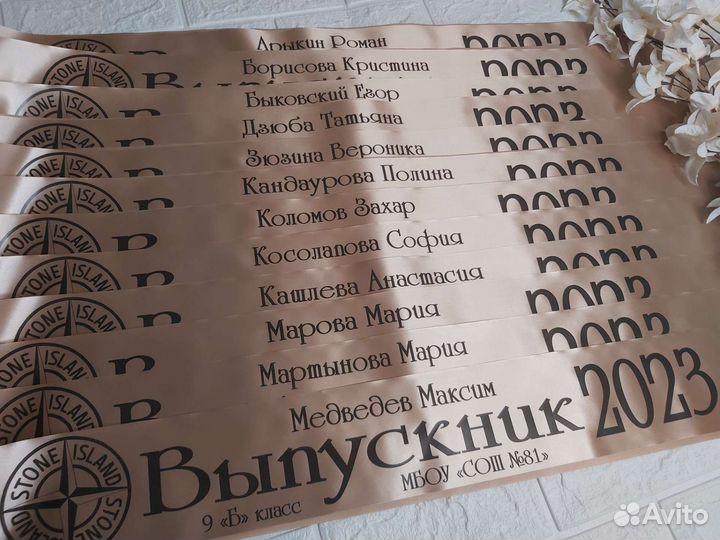 Арыкин Роман
Борисова Кристина
Быковский Егор
Дзюба Татьяна
Зюзина Вероника
Кандаурова Полина
Коломов Захар
Косолапова София
Кашлева Анастасия
Марова Мария
Мартынова Мария
Медведев Максим
STONE ISLAND
Выпускник 2023
9 «Б» класс
МБОУ «СОШ №81»
Avito